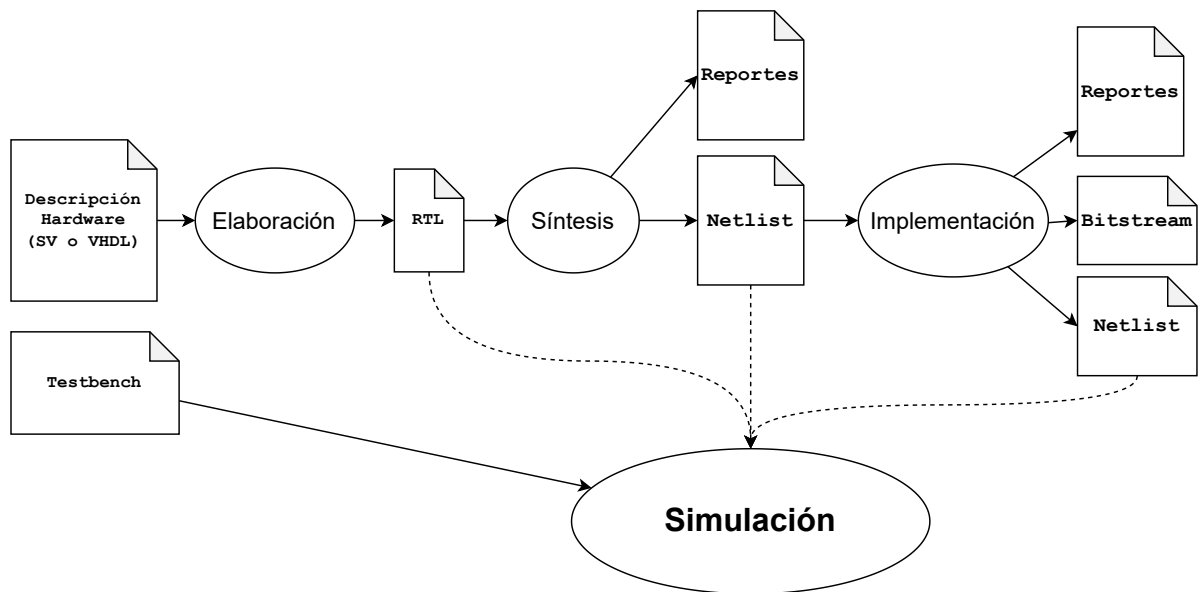 Reportes
Reportes
Descripción
Hardware
(SV o VHDL)
Elaboración
RTL
Síntesis
Netlist
Implementación
Bitstream
Netlist
Testbench
Simulación